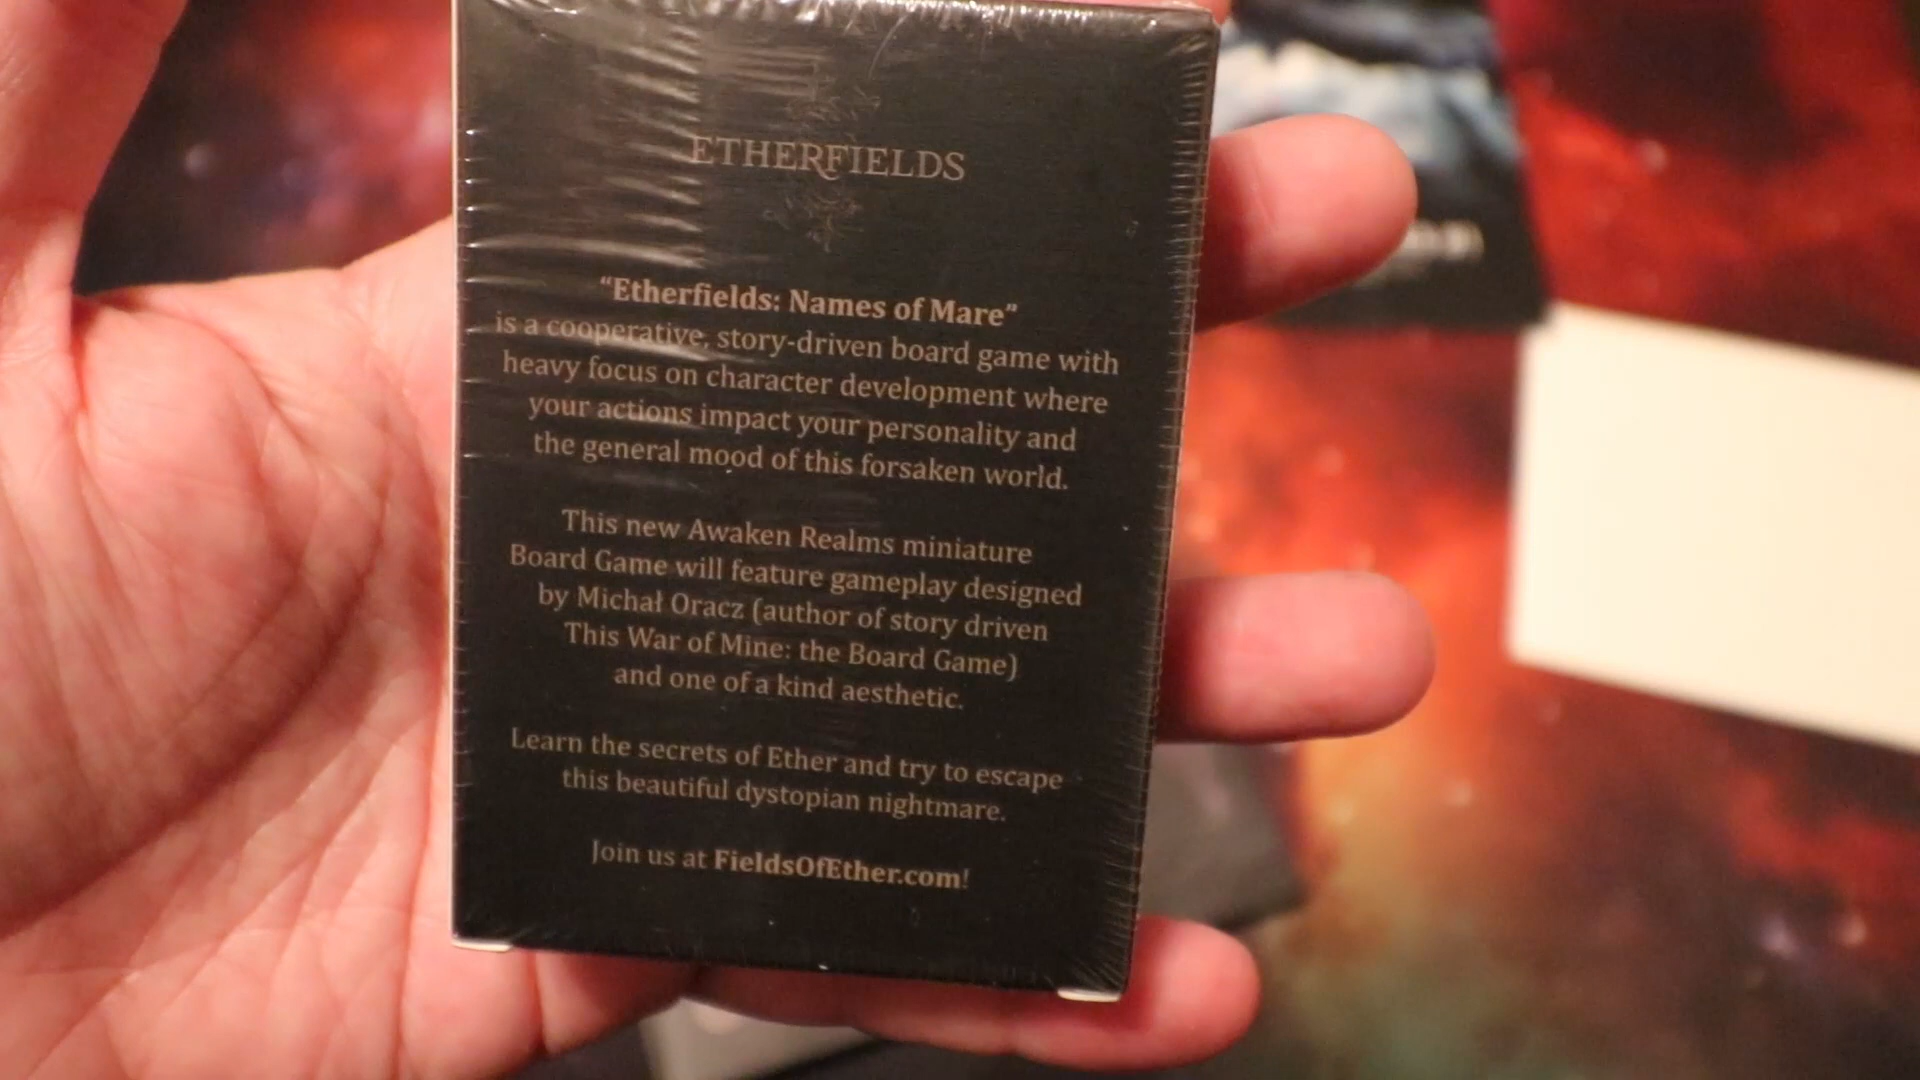 ETHERFIELDS
“Etherfields: Names of Mare”
is a cooperative, story-driven board game with
heavy focus on character development where
your actions impact your personality and
the general mood of this forsaken world.
This new Awaken Realms miniature
Board Game will feature gameplay designed
by Michał Oracz (author of story driven
This War of Mine: the Board Game)
and one of a kind aesthetic.
Learn the secrets of Ether and try to escape
this beautiful dystopian nightmare.
Join us at FieldsOfEther.com!